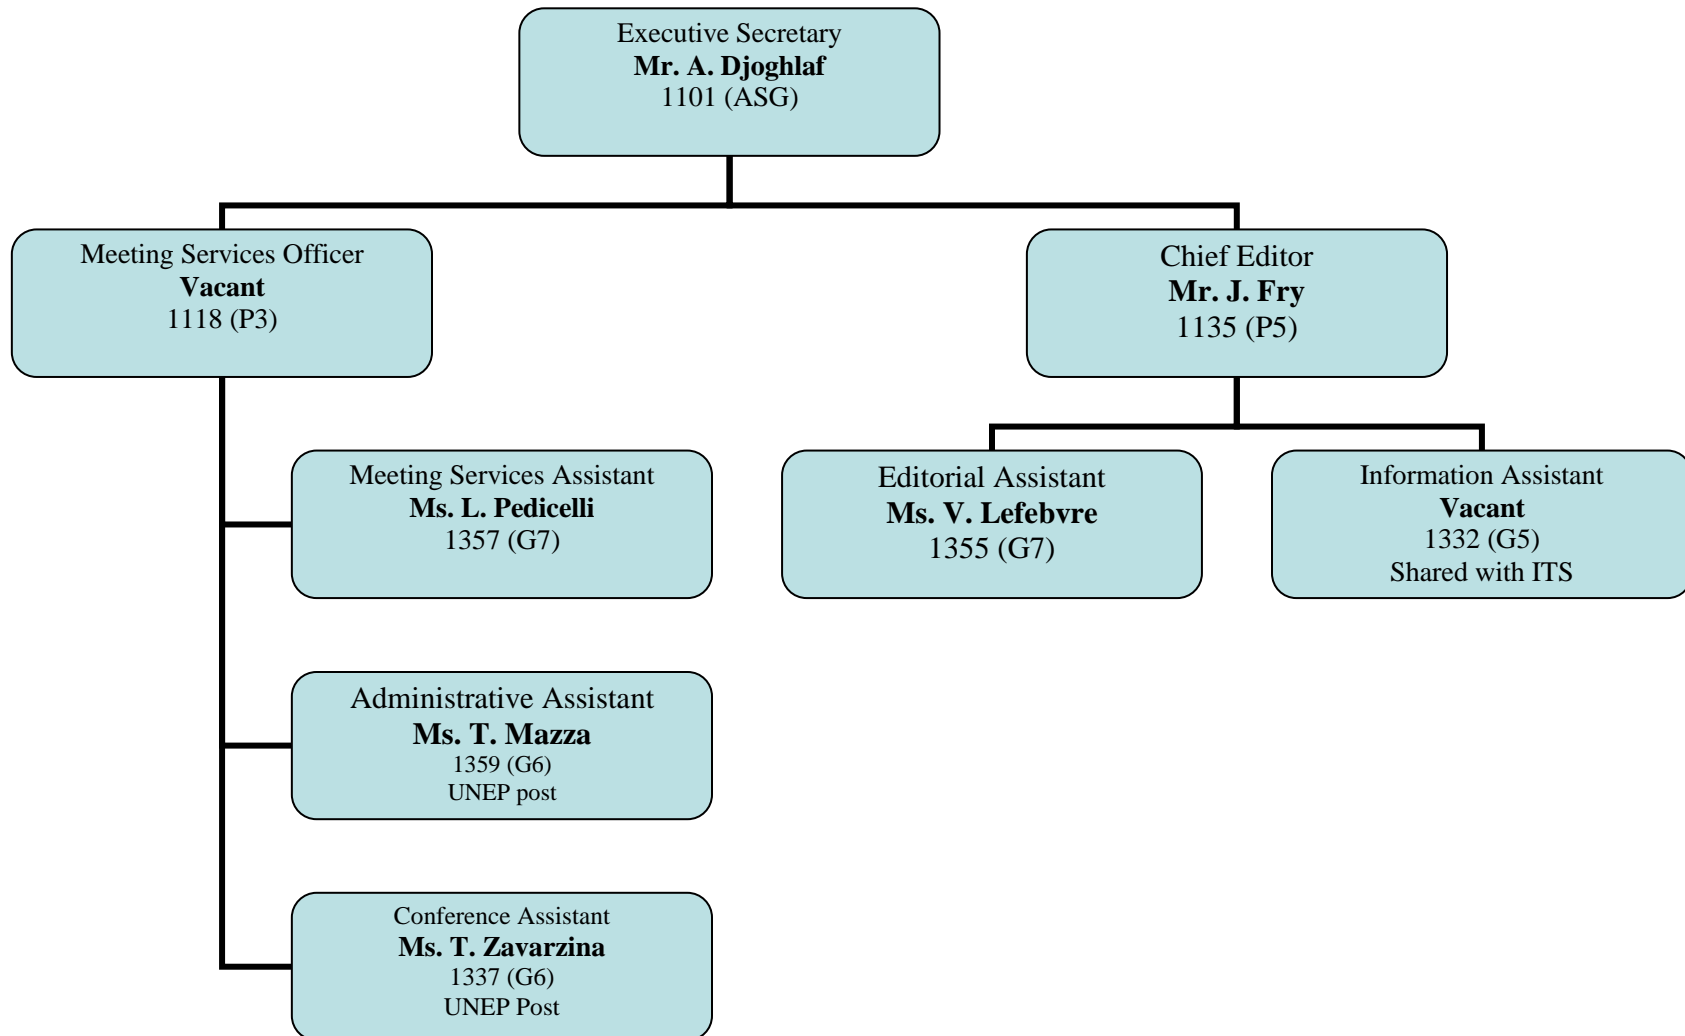 Executive Secretary
Mr. A. Djoghlaf
1101 (ASG)
Meeting Services Officer
Vacant
1118 (P3)
Chief Editor
Mr. J. Fry
1135 (P5)
Meeting Services Assistant
Ms. L. Pedicelli
1357 (G7)
Editorial Assistant
Ms. V. Lefebvre
1355 (G7)
Information Assistant
Vacant
1332 (G5)
Shared with ITS
Administrative Assistant
Ms. T. Mazza
1359 (G6)
UNEP post
Conference Assistant
Ms. T. Zavarzina
1337 (G6)
UNEP Post